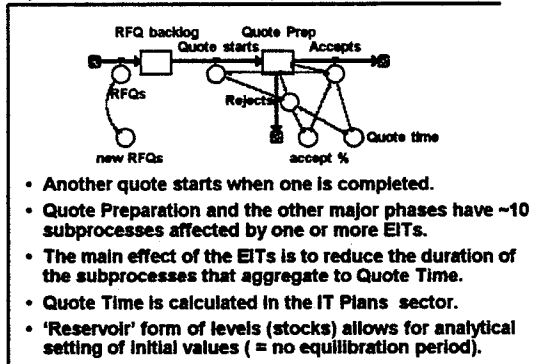 RFQ backlog
Quote Prep
Quote starts
Accepts
RFQs
Rejects
Quote time
new RFQs
accept %
• Another quote starts when one is completed.
• Quote Preparation and the other major phases have ~10
subprocesses affected by one or more EITs.
• The main effect of the EITs is to reduce the duration of
the subprocesses that aggregate to Quote Time.
• Quote Time is calculated in the IT Plans sector.
• 'Reservoir' form of levels (stocks) allows for analytical
setting of initial values ( = no equilibration period).